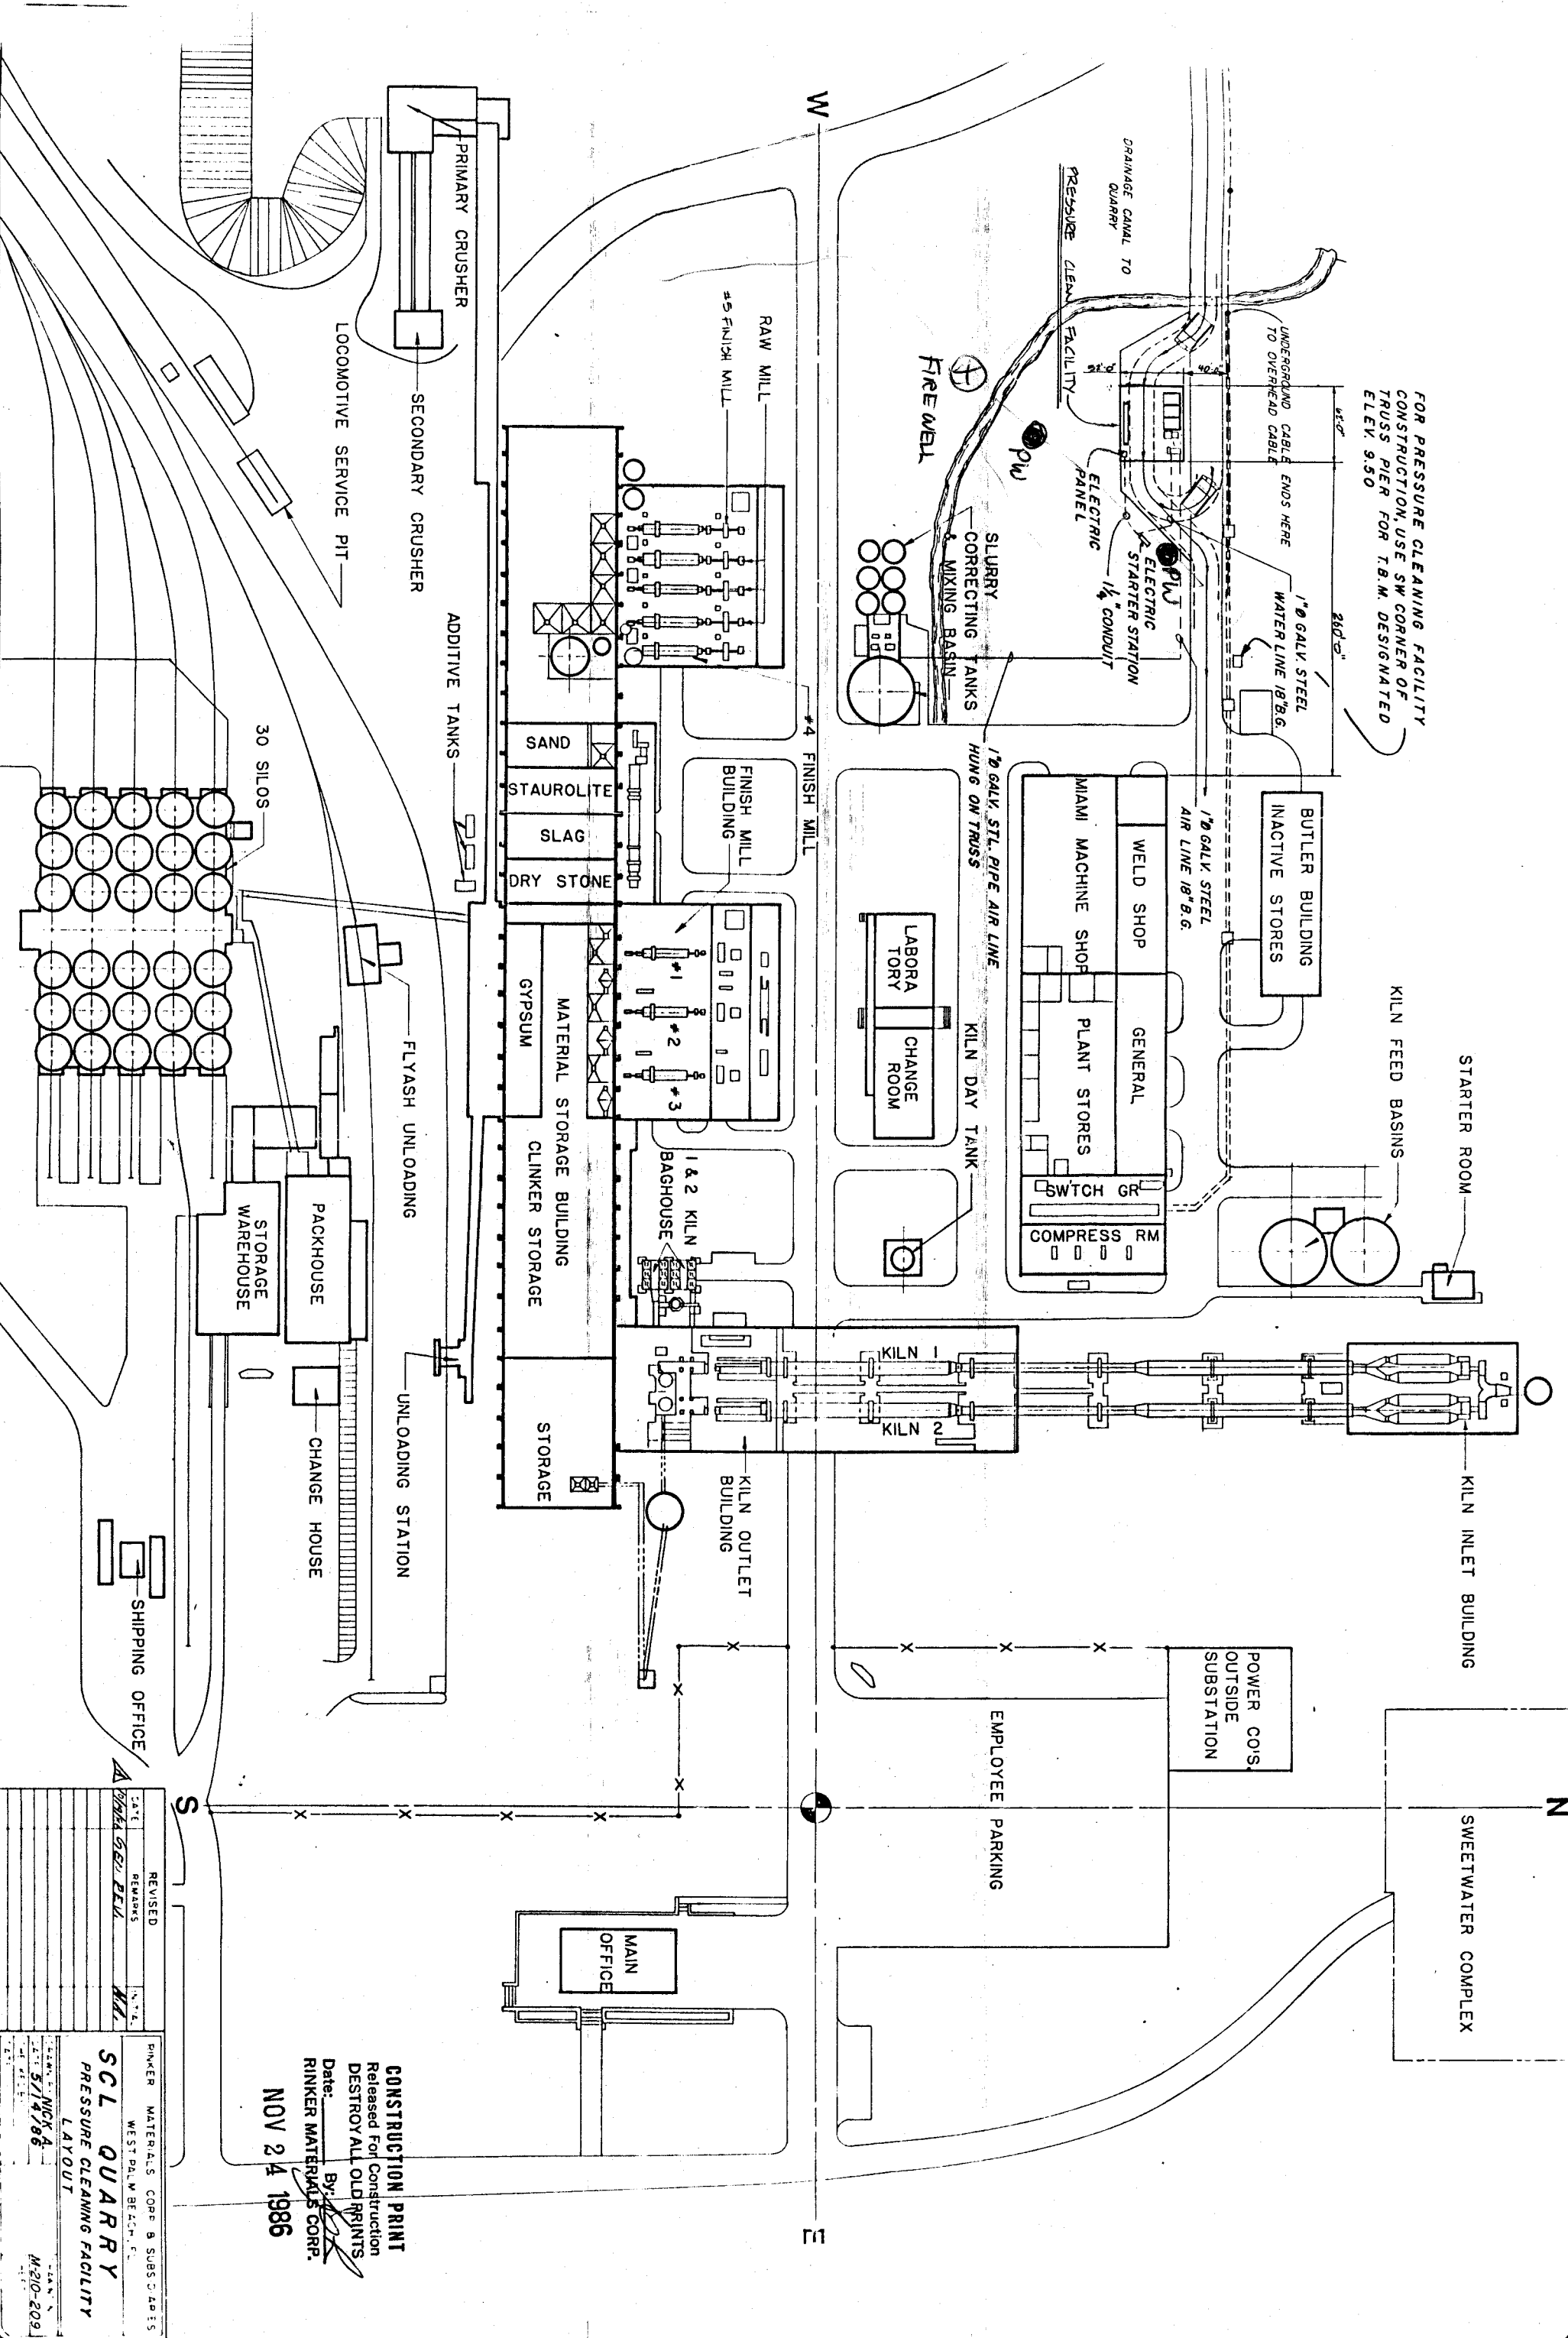 N
SWEETWATER COMPLEX
STARTER ROOM
KILN INLET BUILDING
KILN FEED BASINS
FOR PRESSURE CLEANING FACILITY
CONSTRUCTION, USE SW CORNER OF
TRUSS PIER FOR T.B.M. DESIGNATED
ELEV. 9.50
260'-0"
UNDERGROUND CABLE ENDS HERE
TO OVERHEAD CABLE
1"Ø GALV. STEEL
WATER LINE 18" B.G.
BUTLER BUILDING
INACTIVE STORES
POWER CO'S.
OUTSIDE
SUBSTATION
40'-0"
DRAINAGE CANAL TO
QUARRY
PRESSURE CLEAN FACILITY
PW
ELECTRIC
PANEL
ELECTRIC
STARTER STATION
1¼" CONDUIT
1"Ø GALV. STEEL
AIR LINE 18" B.G.
WELD SHOP
GENERAL
MIAMI MACHINE SHOP
PLANT STORES
SWTCH GR
COMPRESS RM
PW
FIRE WELL
SLURRY
CORRECTING TANKS
& MIXING BASIN
1"Ø GALV. STL. PIPE AIR LINE
HUNG ON TRUSS
KILN DAY TANK
LABORA
TORY
CHANGE
ROOM
KILN 1
KILN 2
EMPLOYEE PARKING
W
E
RAW MILL
#5 FINISH MILL
#4 FINISH MILL
FINISH MILL
BUILDING
#1
#2
#3
1 & 2 KILN
BAGHOUSE
KILN OUTLET
BUILDING
MAIN
OFFICE
SAND
STAUROLITE
SLAG
DRY STONE
GYPSUM
MATERIAL STORAGE BUILDING
CLINKER STORAGE
STORAGE
PRIMARY CRUSHER
SECONDARY CRUSHER
ADDITIVE TANKS
LOCOMOTIVE SERVICE PIT
FLYASH UNLOADING
UNLOADING STATION
30 SILOS
PACKHOUSE
STORAGE
WAREHOUSE
CHANGE HOUSE
SHIPPING OFFICE
S
CONSTRUCTION PRINT
Released For Construction
DESTROY ALL OLD PRINTS
Date: By:
RINKER MATERIALS CORP.
NOV 24 1986
REVISED
DATE REMARKS
GEN. REV. N.A.
RINKER MATERIALS CORP & SUBSIDIARIES
WEST PALM BEACH, FL
SCL QUARRY
PRESSURE CLEANING FACILITY
LAYOUT
NICK A.
5/14/86
M-210-209